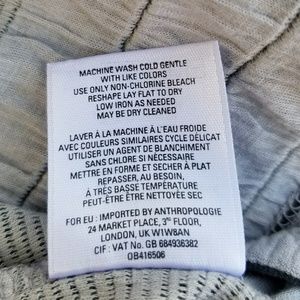 MACHINE WASH COLD GENTLE
WITH LIKE COLORS
USE ONLY NON-CHLORINE BLEACH
RESHAPE LAY FLAT TO DRY
LOW IRON AS NEEDED
MAY BE DRY CLEANED
LAVER À LA MACHINE À L'EAU FROIDE
AVEC COULEURS SIMILAIRES CYCLE DÉLICAT
UTILISER UN AGENT DE BLANCHIMENT
SANS CHLORE SI NÉCESSAIRE
METTRE EN FORME ET SÉCHER À PLAT
REPASSER, AU BESOIN,
À TRÈS BASSE TEMPÉRATURE
PEUT-ÊTRE ÊTRE NETTOYÉE SEC
FOR EU : IMPORTED BY ANTHROPOLOGIE
24 MARKET PLACE, 3RD FLOOR,
LONDON, UK W1W8AN
CIF : VAT No. GB 684936382
OB416506